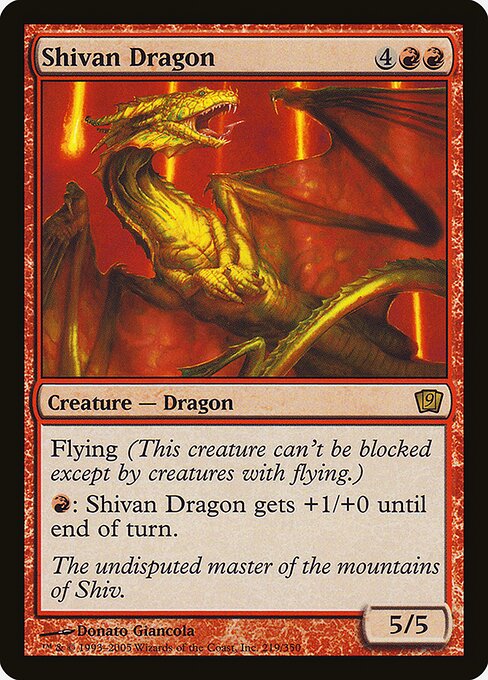 Shivan Dragon 4
Creature — Dragon 9
Flying (This creature can't be blocked
except by creatures with flying.)
: Shivan Dragon gets +1/+0 until
end of turn.
The undisputed master of the mountains
of Shiv.
Donato Giancola
™ & © 1993–2005 Wizards of the Coast, Inc. 219/350
5/5